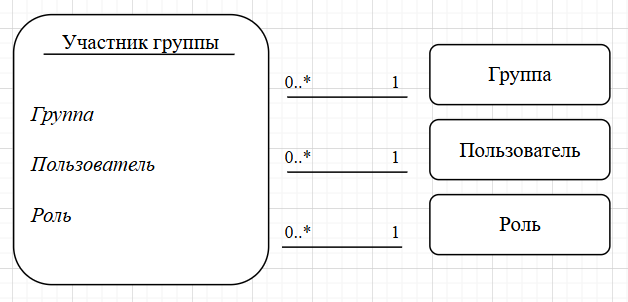 Участник группы
Группа
Пользователь
Роль
0..* 1
Группа
0..* 1
Пользователь
0..* 1
Роль